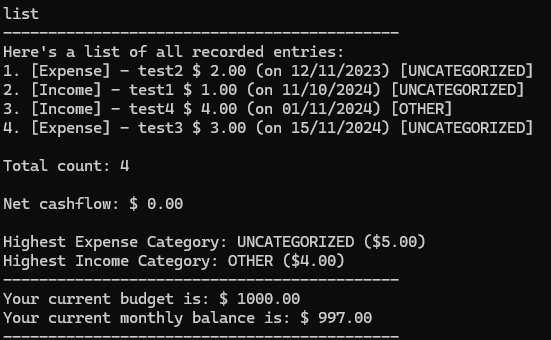 list
--------------------------------------------
Here's a list of all recorded entries:
1. [Expense] - test2 $ 2.00 (on 12/11/2023) [UNCATEGORIZED]
2. [Income] - test1 $ 1.00 (on 11/10/2024) [UNCATEGORIZED]
3. [Income] - test4 $ 4.00 (on 01/11/2024) [OTHER]
4. [Expense] - test3 $ 3.00 (on 15/11/2024) [UNCATEGORIZED]
Total count: 4
Net cashflow: $ 0.00
Highest Expense Category: UNCATEGORIZED ($5.00)
Highest Income Category: OTHER ($4.00)
--------------------------------------------
Your current budget is: $ 1000.00
Your current monthly balance is: $ 997.00
--------------------------------------------